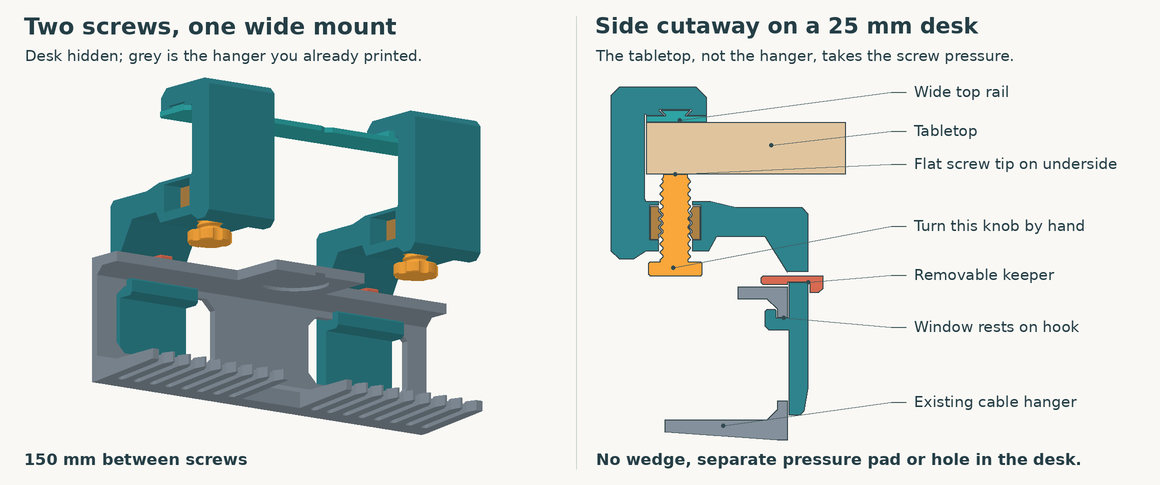 Two screws, one wide mount
Desk hidden; grey is the hanger you already printed.
150 mm between screws
Side cutaway on a 25 mm desk
The tabletop, not the hanger, takes the screw pressure.
Wide top rail
Tabletop
Flat screw tip on underside
Turn this knob by hand
Removable keeper
Window rests on hook
Existing cable hanger
No wedge, separate pressure pad or hole in the desk.